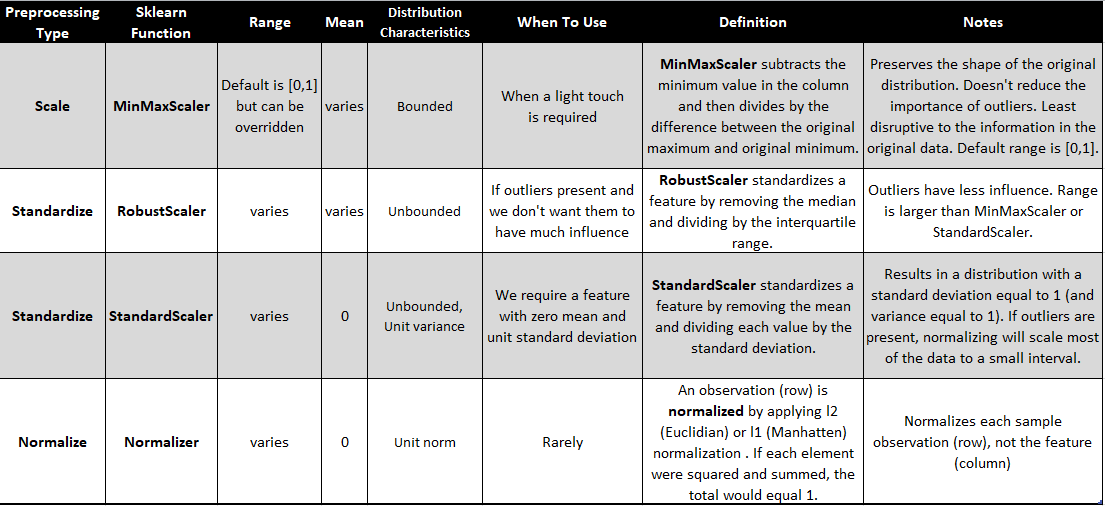 Preprocessing Type
Sklearn Function
Range
Mean
Distribution Characteristics
When To Use
Definition
Notes
Scale
MinMaxScaler
Default is [0,1]
but can be
overridden
varies
Bounded
When a light touch
is required
MinMaxScaler subtracts the
minimum value in the column
and then divides by the
difference between the original
maximum and original minimum.
Preserves the shape of the original
distribution. Doesn't reduce the
importance of outliers. Least
disruptive to the information in the
original data. Default range is [0,1].
Standardize
RobustScaler
varies
varies
Unbounded
If outliers present and
we don't want them to
have much influence
RobustScaler standardizes a
feature by removing the median
and dividing by the interquartile
range.
Outliers have less influence. Range
is larger than MinMaxScaler or
StandardScaler.
Standardize
StandardScaler
varies
0
Unbounded,
Unit variance
We require a feature
with zero mean and
unit standard deviation
StandardScaler standardizes a
feature by removing the mean
and dividing each value by the
standard deviation.
Results in a distribution with a
standard deviation equal to 1 (and
variance equal to 1). If outliers are
present, normalizing will scale most
of the data to a small interval.
Normalize
Normalizer
varies
0
Unit norm
Rarely
An observation (row) is
normalized by applying l2
(Euclidian) or l1 (Manhatten)
normalization . If each element
were squared and summed, the
total would equal 1.
Normalizes each sample
observation (row), not the feature
(column)